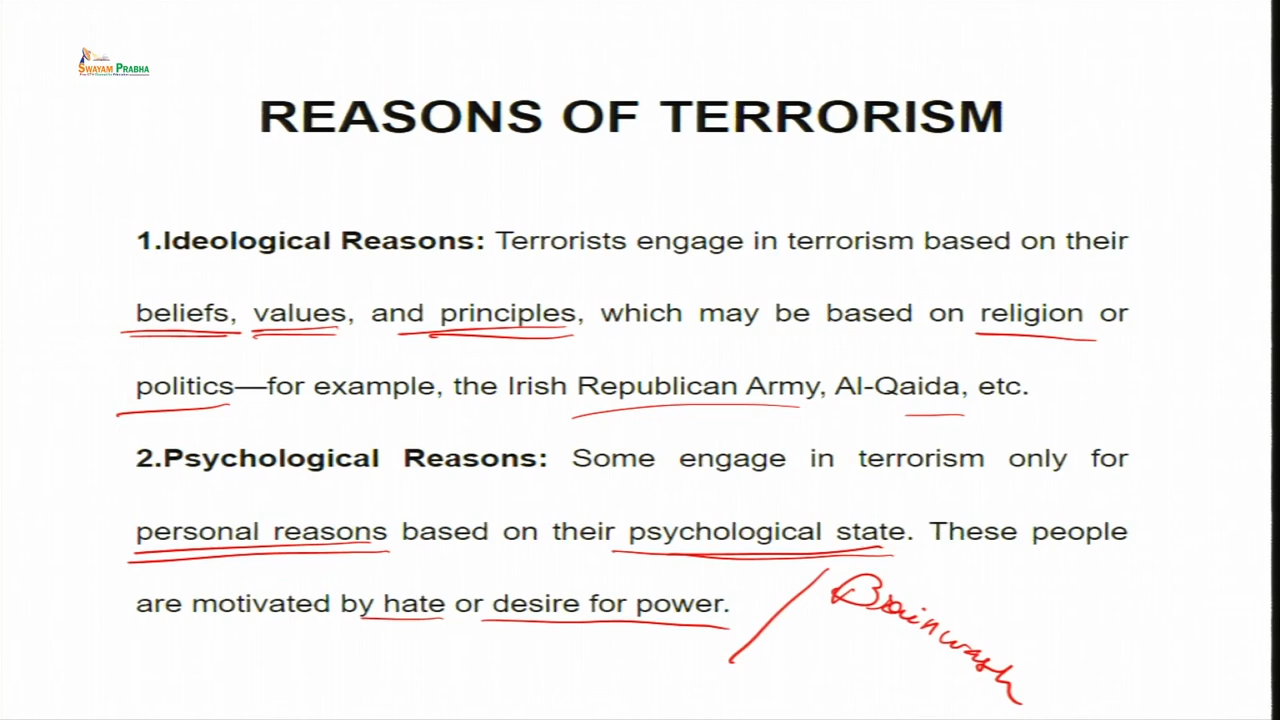 SWAYAM PRABHA
REASONS OF TERRORISM
1.Ideological Reasons: Terrorists engage in terrorism based on their
beliefs, values, and principles, which may be based on religion or
politics—for example, the Irish Republican Army, Al-Qaida, etc.
2.Psychological Reasons: Some engage in terrorism only for
personal reasons based on their psychological state. These people
are motivated by hate or desire for power.
Brainwash